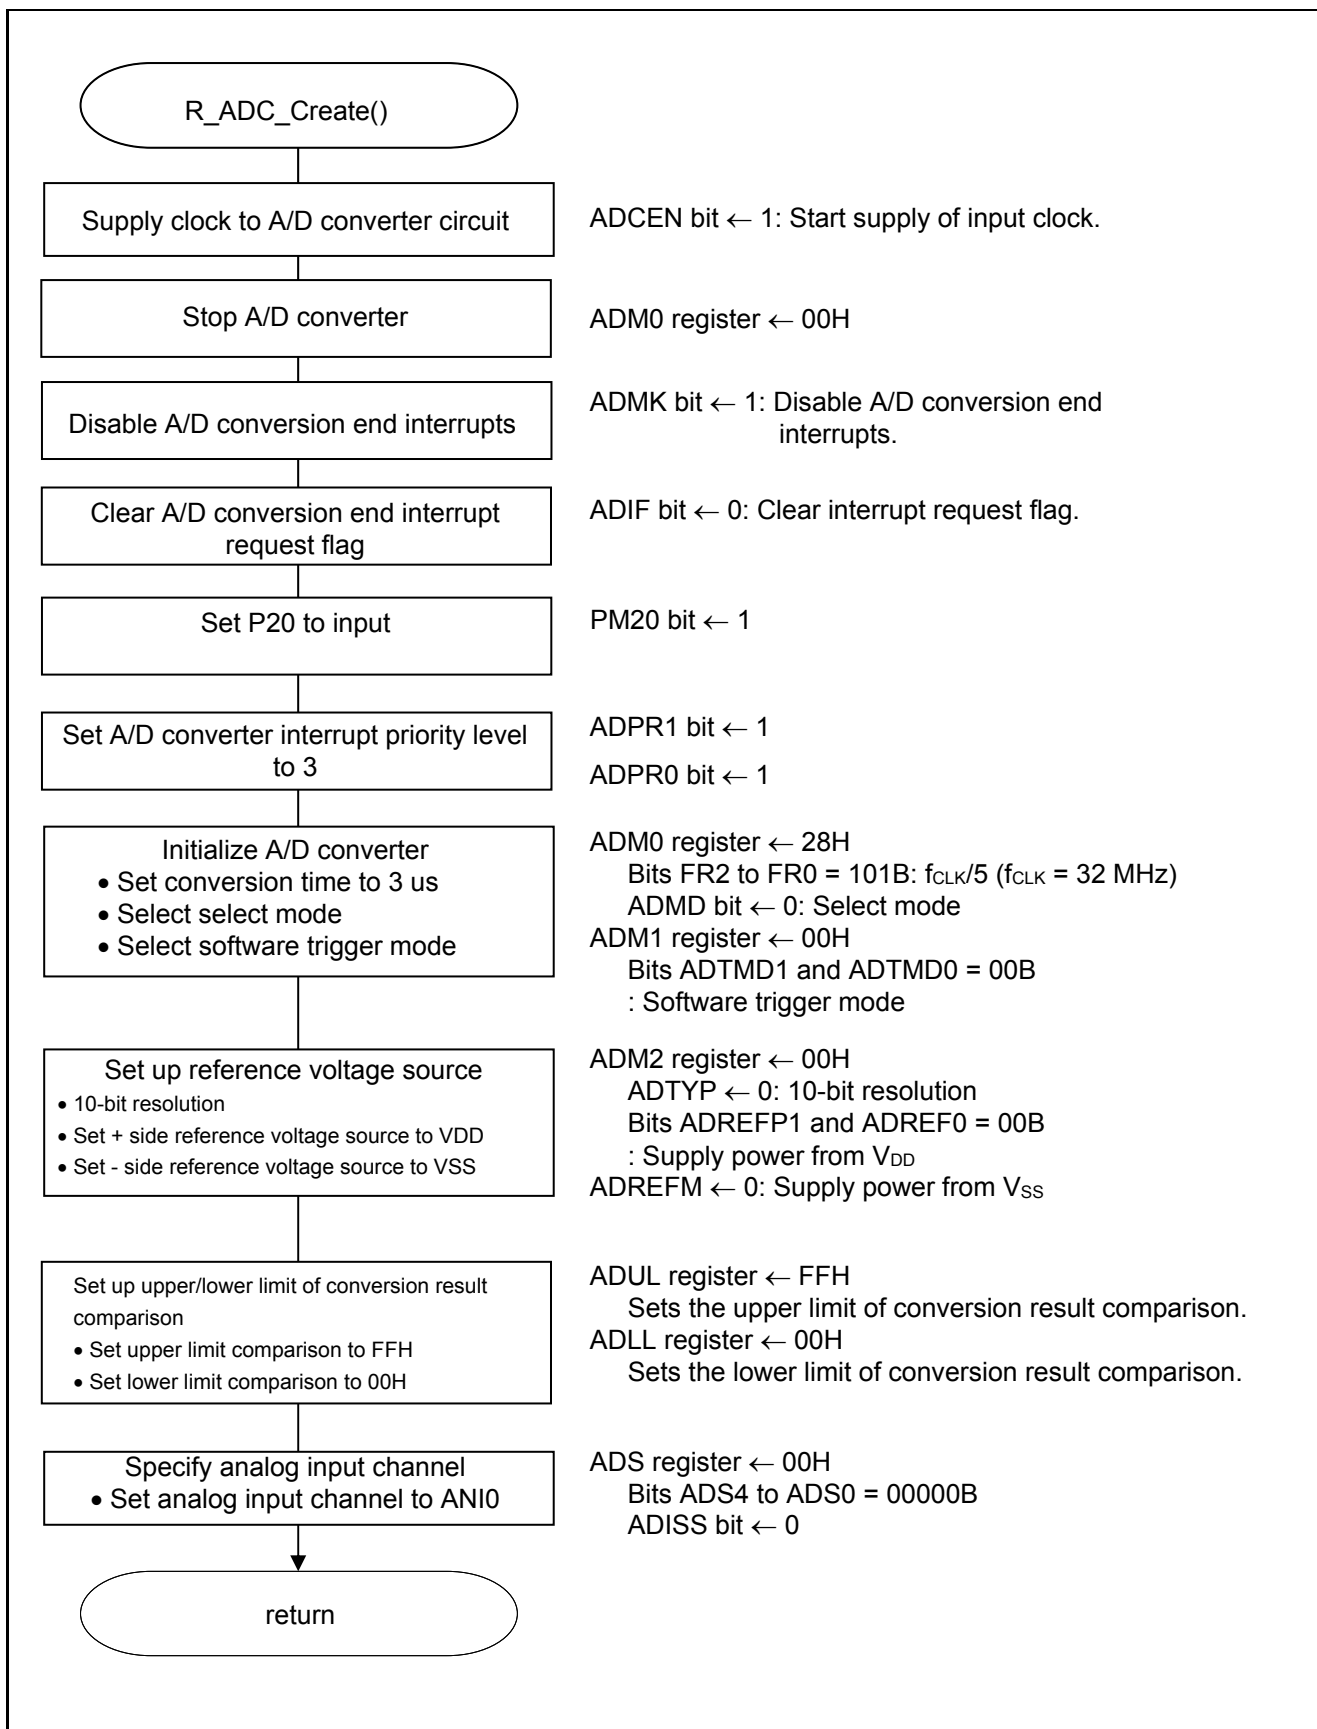 R_ADC_Create()
Supply clock to A/D converter circuit
ADCEN bit ← 1: Start supply of input clock.
Stop A/D converter
ADM0 register ← 00H
Disable A/D conversion end interrupts
ADMK bit ← 1: Disable A/D conversion end
interrupts.
Clear A/D conversion end interrupt
request flag
ADIF bit ← 0: Clear interrupt request flag.
Set P20 to input
PM20 bit ← 1
Set A/D converter interrupt priority level
to 3
ADPR1 bit ← 1
ADPR0 bit ← 1
Initialize A/D converter
• Set conversion time to 3 us
• Select select mode
• Select software trigger mode
ADM0 register ← 28H
Bits FR2 to FR0 = 101B: fCLK/5 (fCLK = 32 MHz)
ADMD bit ← 0: Select mode
ADM1 register ← 00H
Bits ADTMD1 and ADTMD0 = 00B
: Software trigger mode
Set up reference voltage source
• 10-bit resolution
• Set + side reference voltage source to VDD
• Set - side reference voltage source to VSS
ADM2 register ← 00H
ADTYP ← 0: 10-bit resolution
Bits ADREFP1 and ADREF0 = 00B
: Supply power from VDD
ADREFM ← 0: Supply power from VSS
Set up upper/lower limit of conversion result
comparison
• Set upper limit comparison to FFH
• Set lower limit comparison to 00H
ADUL register ← FFH
Sets the upper limit of conversion result comparison.
ADLL register ← 00H
Sets the lower limit of conversion result comparison.
Specify analog input channel
• Set analog input channel to ANI0
ADS register ← 00H
Bits ADS4 to ADS0 = 00000B
ADISS bit ← 0
return